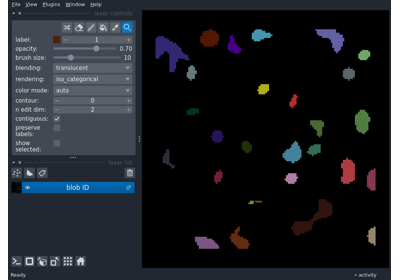 File View Plugins Window Help
layer controls
label: 1
opacity: 0.70
brush size: 10
blending: translucent
rendering: iso_categorical
color mode: auto
contour: 0
n edit dim: 2
contiguous:
preserve
labels:
show
selected:
layer list
blob ID
Ready
activity